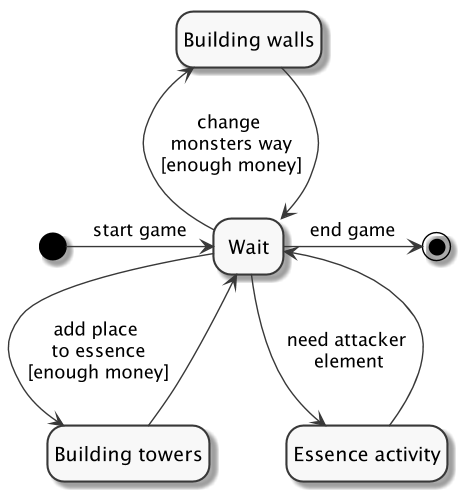 Building walls
change
monsters way
[enough money]
start game
Wait
end game
add place
to essence
[enough money]
need attacker
element
Building towers
Essence activity